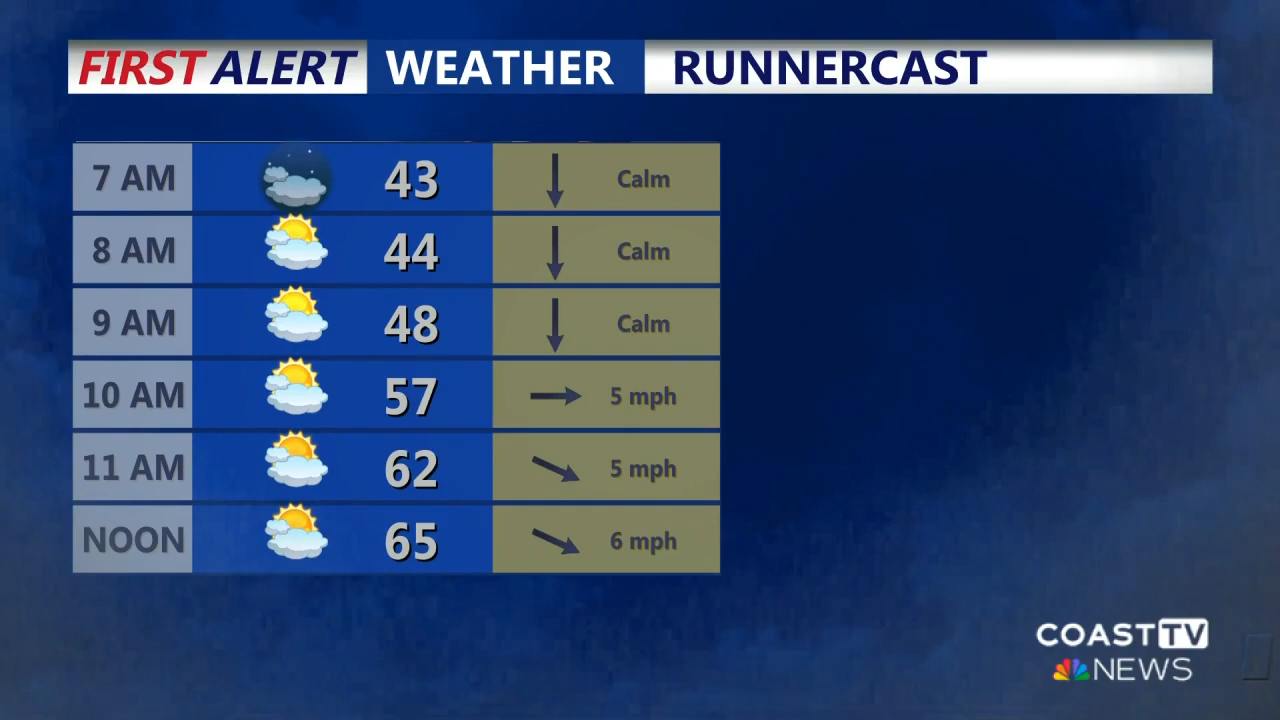 FIRST ALERT WEATHER RUNNERCAST
7 AM 43 Calm
8 AM 44 Calm
9 AM 48 Calm
10 AM 57 5 mph
11 AM 62 5 mph
NOON 65 6 mph
COAST TV
NEWS